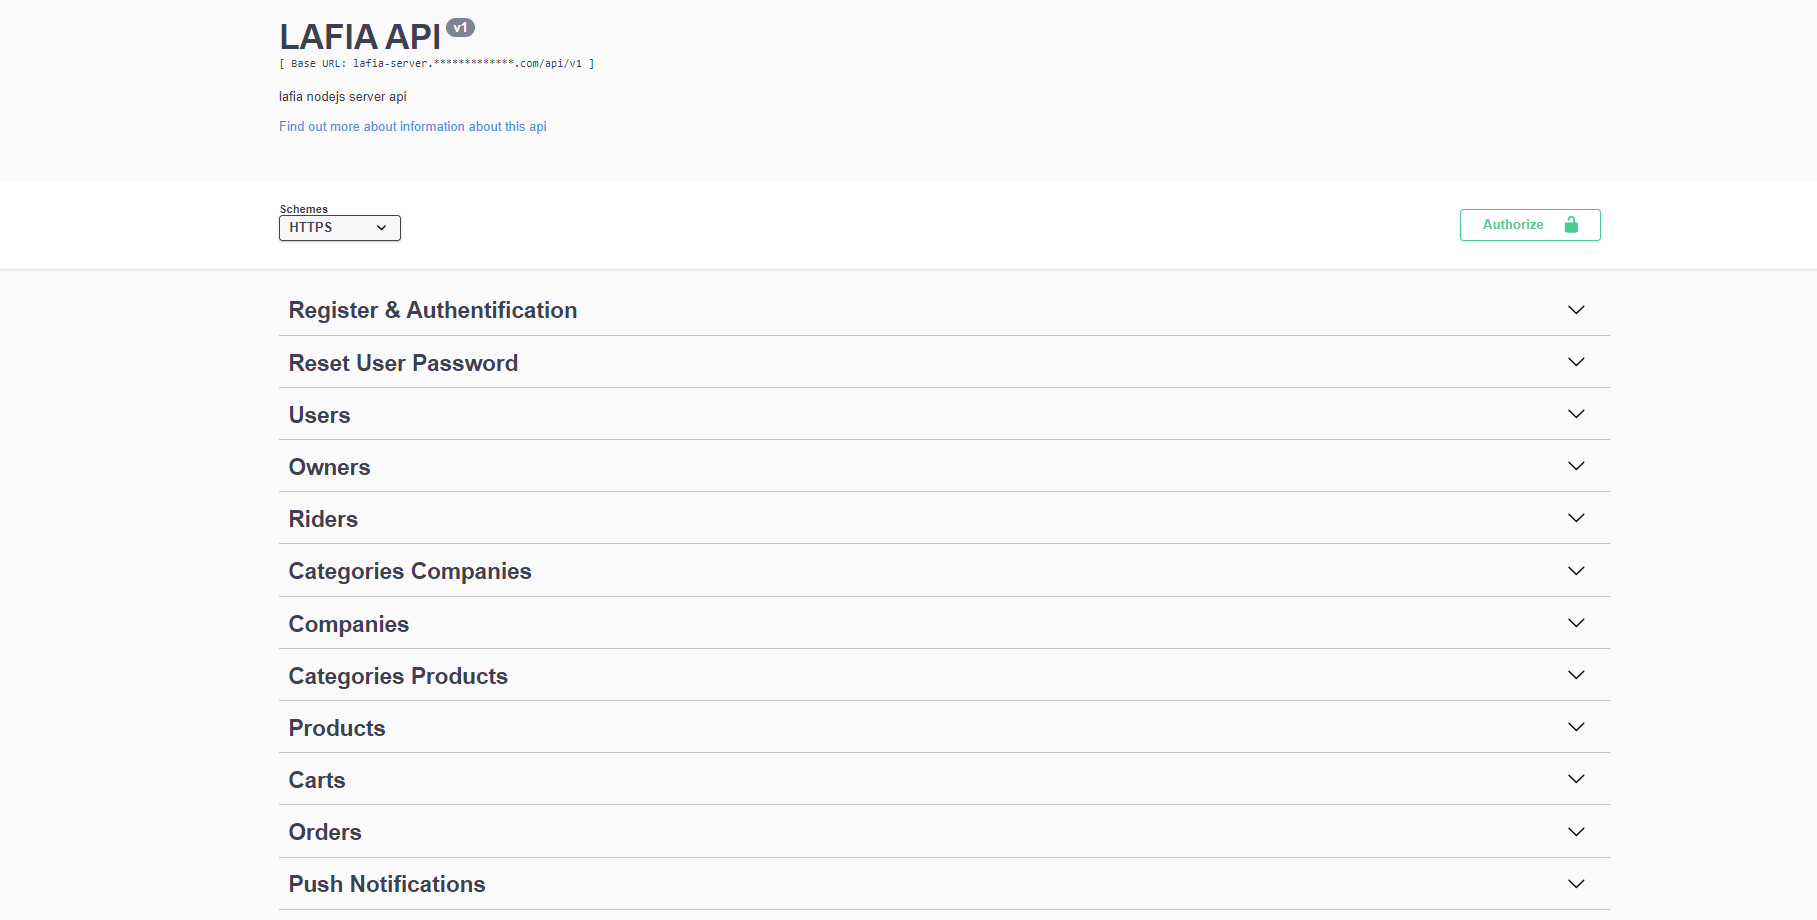 LAFIA API v1
[ Base URL: lafia-server.*************.com/api/v1 ]
lafia nodejs server api
Find out more about information about this api
Schemes
HTTPS
Authorize
Register & Authentification
Reset User Password
Users
Owners
Riders
Categories Companies
Companies
Categories Products
Products
Carts
Orders
Push Notifications